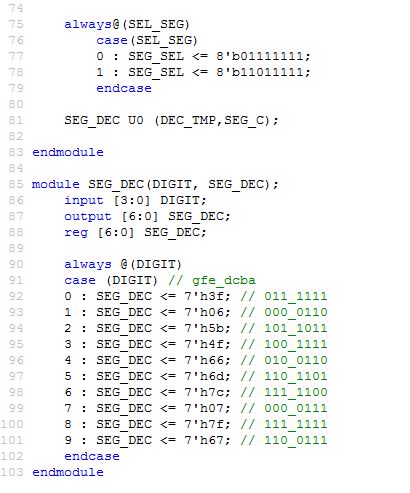 74
75 always@(SEL_SEG)
76 case(SEL_SEG)
77 0 : SEG_SEL <= 8'b01111111;
78 1 : SEG_SEL <= 8'b11011111;
79 endcase
80
81 SEG_DEC U0 (DEC_TMP,SEG_C);
82
83 endmodule
84
85 module SEG_DEC(DIGIT, SEG_DEC);
86 input [3:0] DIGIT;
87 output [6:0] SEG_DEC;
88 reg [6:0] SEG_DEC;
89
90 always @(DIGIT)
91 case (DIGIT) // gfe_dcba
92 0 : SEG_DEC <= 7'h3f; // 011_1111
93 1 : SEG_DEC <= 7'h06; // 000_0110
94 2 : SEG_DEC <= 7'h5b; // 101_1011
95 3 : SEG_DEC <= 7'h4f; // 100_1111
96 4 : SEG_DEC <= 7'h66; // 010_0110
97 5 : SEG_DEC <= 7'h6d; // 110_1101
98 6 : SEG_DEC <= 7'h7c; // 111_1100
99 7 : SEG_DEC <= 7'h07; // 000_0111
100 8 : SEG_DEC <= 7'h7f; // 111_1111
101 9 : SEG_DEC <= 7'h67; // 110_0111
102 endcase
103 endmodule